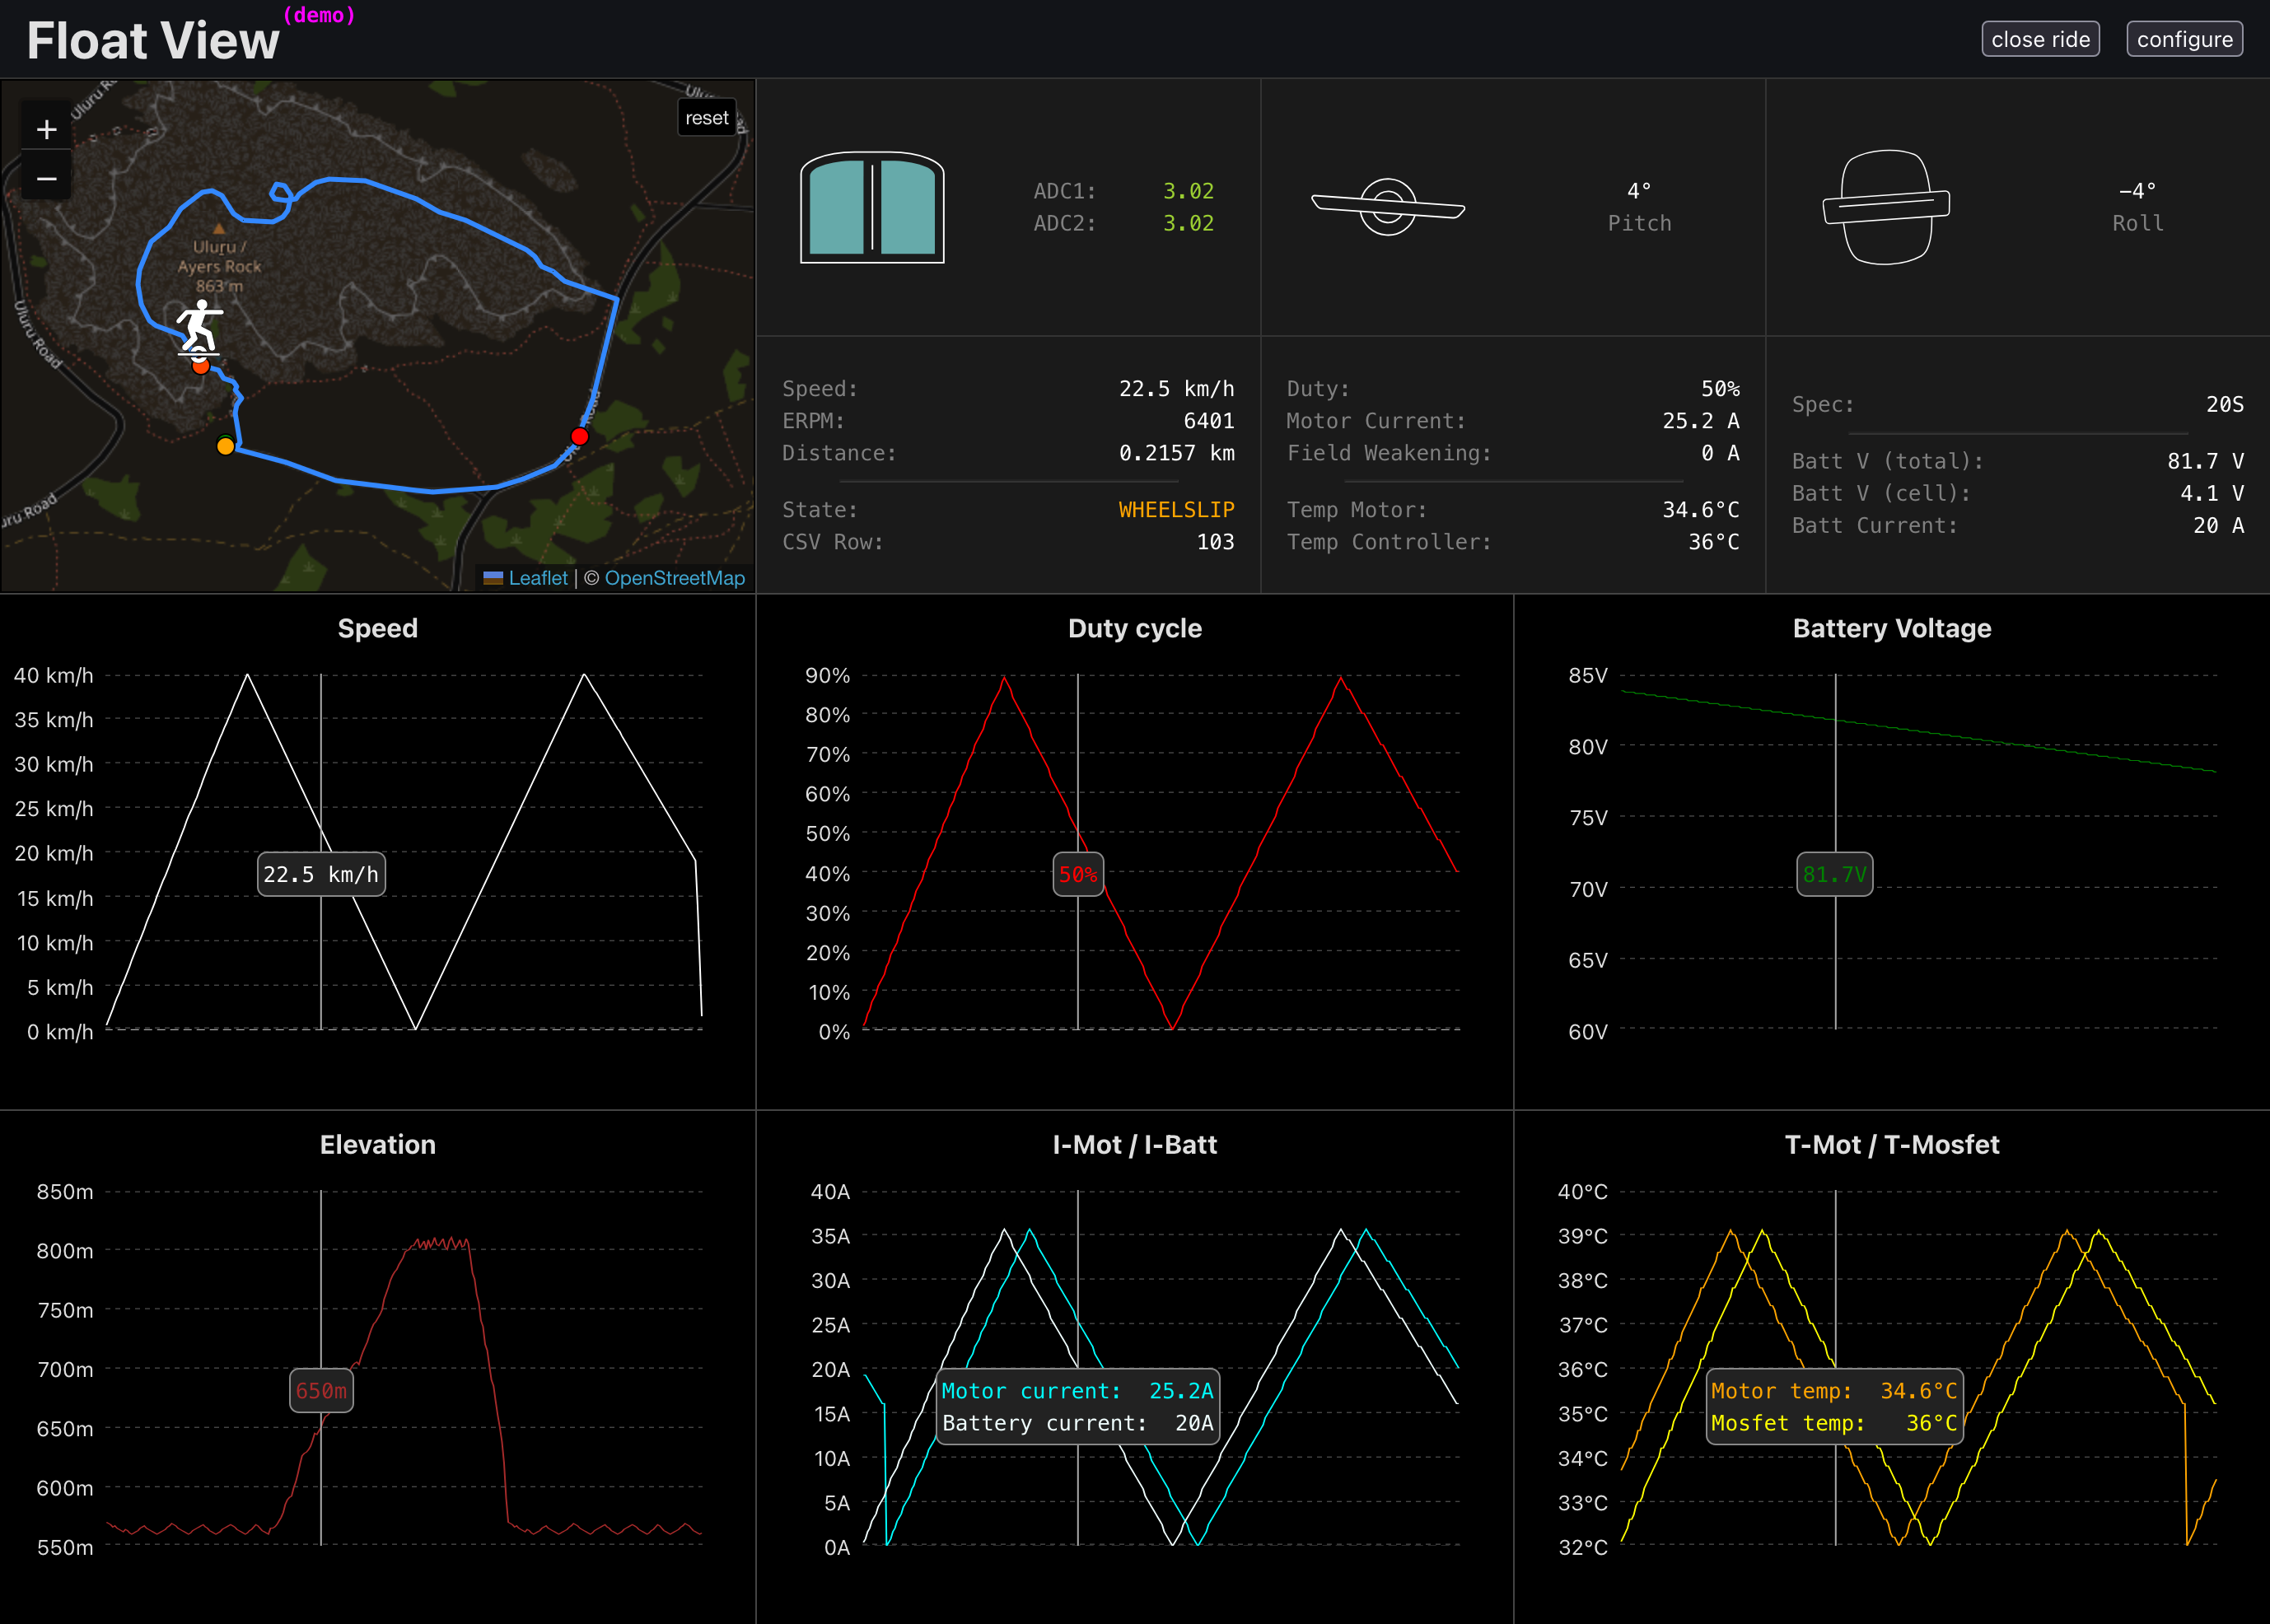 Float View
(demo)
close ride
configure
+
−
reset
Uluru Road
Uluru /
Ayers Rock
863 m
Uluru Road
Leaflet | © OpenStreetMap
ADC1: 3.02
ADC2: 3.02
4°
Pitch
−4°
Roll
Speed: 22.5 km/h
ERPM: 6401
Distance: 0.2157 km
State: WHEELSLIP
CSV Row: 103
Duty: 50%
Motor Current: 25.2 A
Field Weakening: 0 A
Temp Motor: 34.6°C
Temp Controller: 36°C
Spec: 20S
Batt V (total): 81.7 V
Batt V (cell): 4.1 V
Batt Current: 20 A
Speed
40 km/h
35 km/h
30 km/h
25 km/h
20 km/h
15 km/h
10 km/h
5 km/h
0 km/h
22.5 km/h
Duty cycle
90%
80%
70%
60%
50%
40%
30%
20%
10%
0%
50%
Battery Voltage
85V
80V
75V
70V
65V
60V
81.7V
Elevation
850m
800m
750m
700m
650m
600m
550m
650m
I-Mot / I-Batt
40A
35A
30A
25A
20A
15A
10A
5A
0A
Motor current: 25.2A
Battery current: 20A
T-Mot / T-Mosfet
40°C
39°C
38°C
37°C
36°C
35°C
34°C
33°C
32°C
Motor temp: 34.6°C
Mosfet temp: 36°C